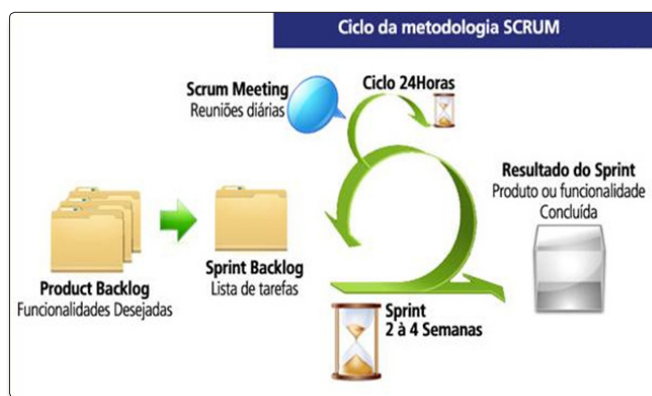 Ciclo da metodologia SCRUM
Scrum Meeting
Reuniões diárias
Ciclo 24Horas
Resultado do Sprint
Produto ou funcionalidade
Concluída
Product Backlog
Funcionalidades Desejadas
Sprint Backlog
Lista de tarefas
Sprint
2 à 4 Semanas